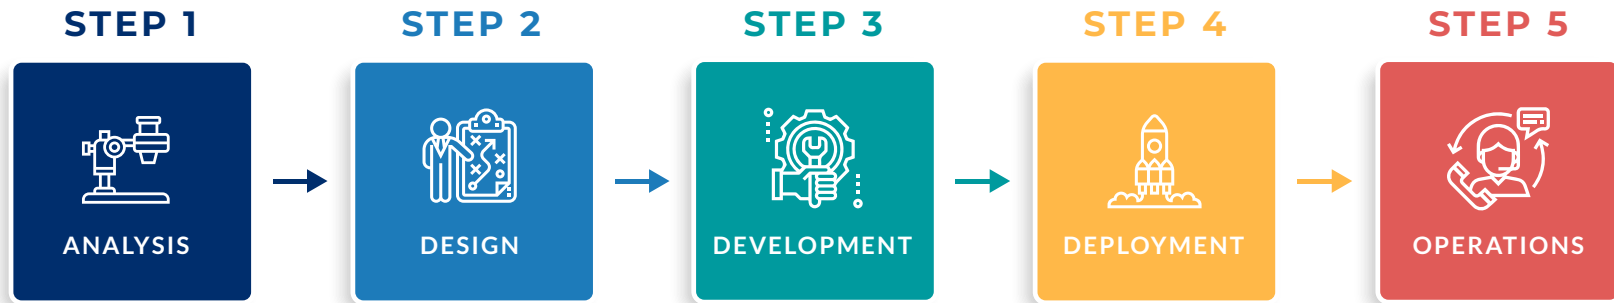 STEP 1
ANALYSIS
STEP 2
DESIGN
STEP 3
DEVELOPMENT
STEP 4
DEPLOYMENT
STEP 5
OPERATIONS